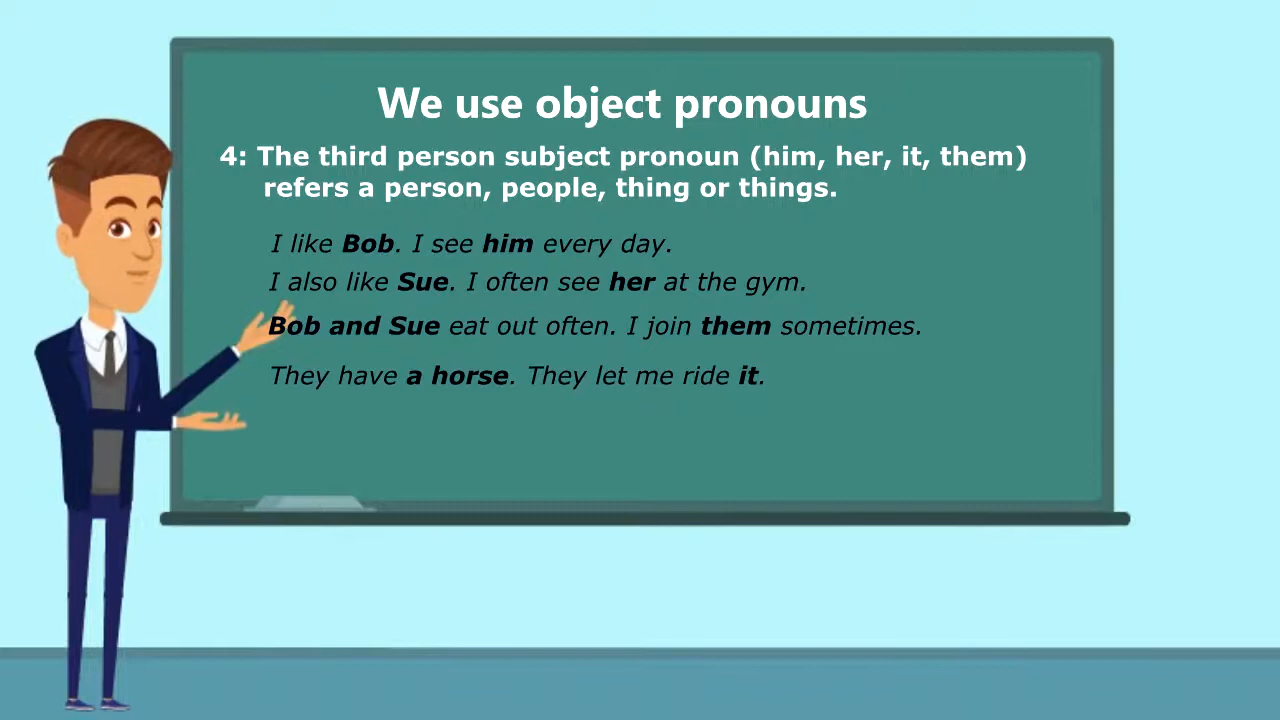 We use object pronouns
4: The third person subject pronoun (him, her, it, them)
refers a person, people, thing or things.
I like Bob. I see him every day.
I also like Sue. I often see her at the gym.
Bob and Sue eat out often. I join them sometimes.
They have a horse. They let me ride it.